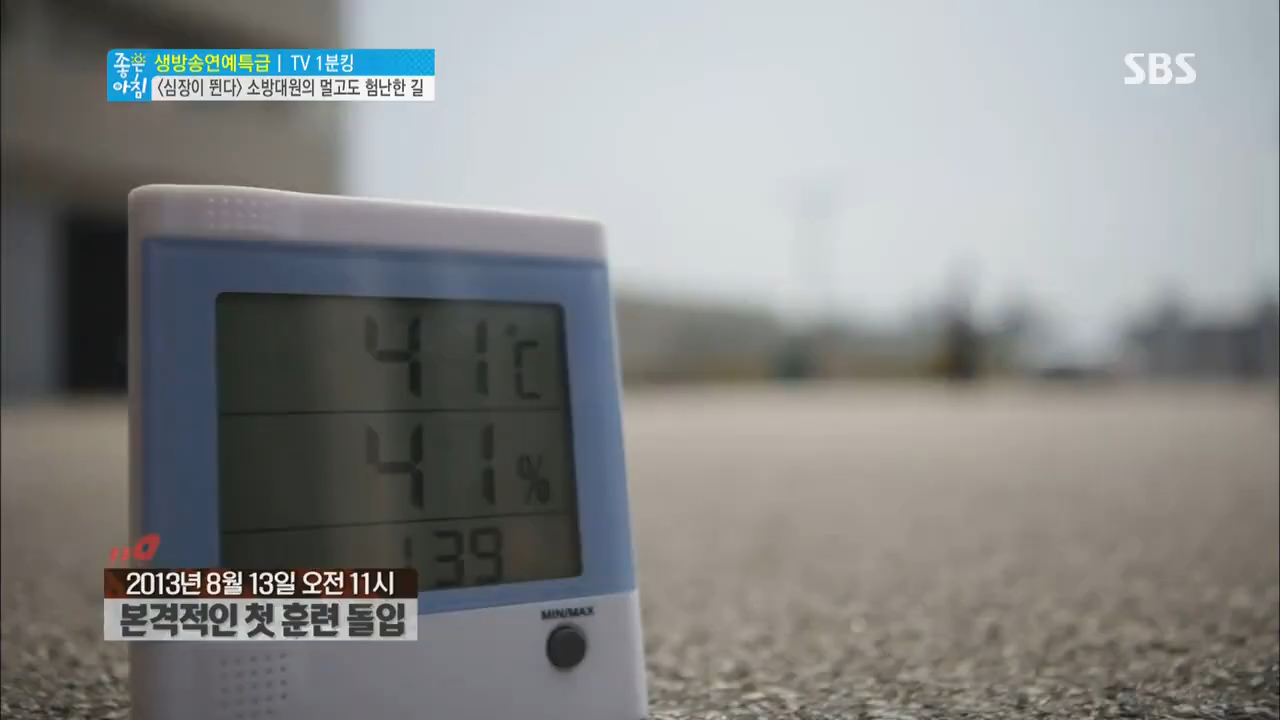 좋은
아침
생방송연예특급 | TV 1분킹
〈심장이 뛴다〉 소방대원의 멀고도 험난한 길
SBS
41℃
41%
139
MIN/MAX
2013년 8월 13일 오전 11시
본격적인 첫 훈련 돌입